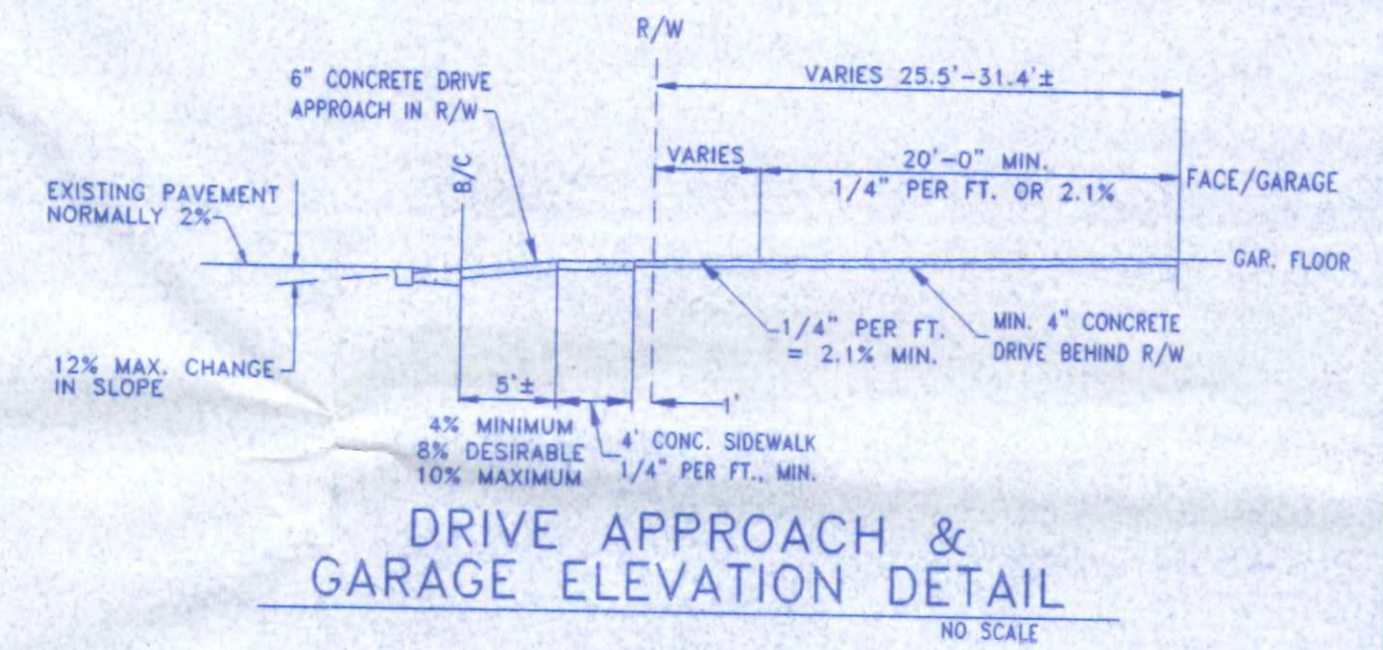 R/W
6" CONCRETE DRIVE
APPROACH IN R/W
VARIES 25.5'-31.4'±
B/C
VARIES
20'-0" MIN.
1/4" PER FT. OR 2.1%
FACE/GARAGE
EXISTING PAVEMENT
NORMALLY 2%
GAR. FLOOR
1/4" PER FT.
= 2.1% MIN.
MIN. 4" CONCRETE
DRIVE BEHIND R/W
12% MAX. CHANGE
IN SLOPE
5'±
1'
4% MINIMUM
8% DESIRABLE
10% MAXIMUM
4' CONC. SIDEWALK
1/4" PER FT., MIN.
DRIVE APPROACH &
GARAGE ELEVATION DETAIL
NO SCALE